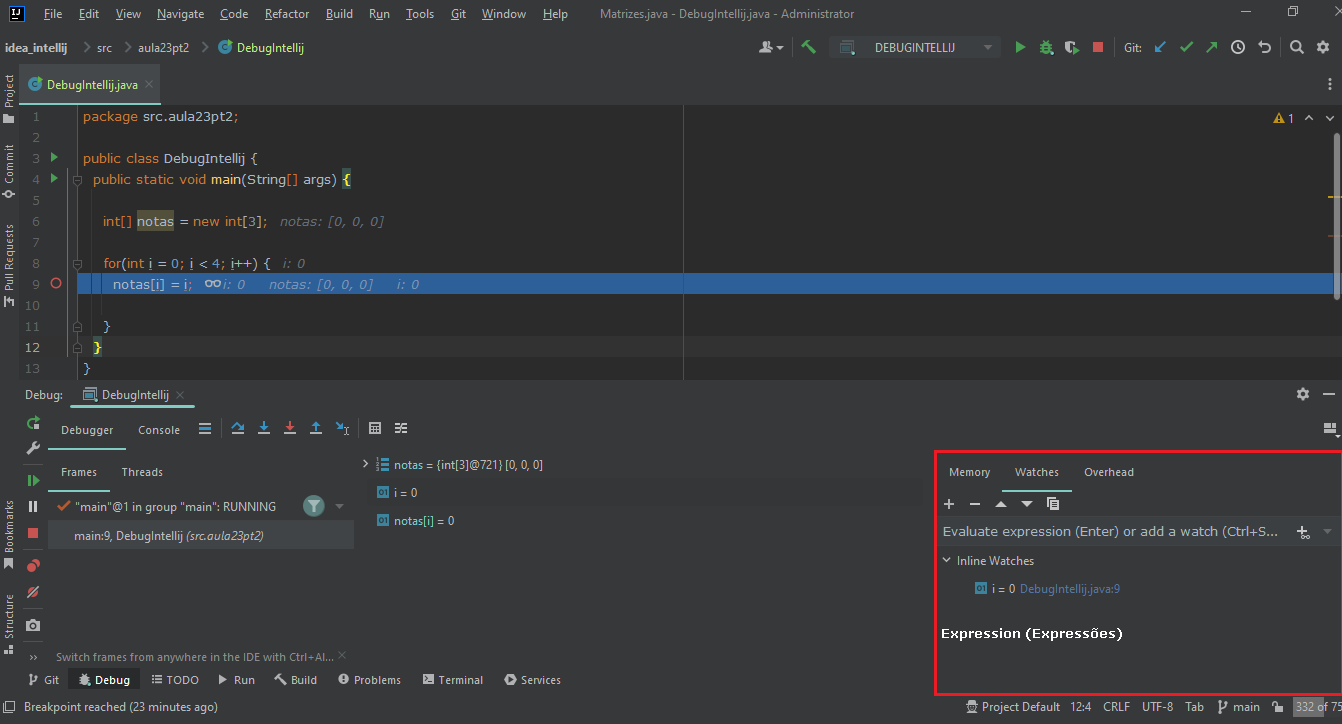 File Edit View Navigate Code Refactor Build Run Tools Git Window Help Matrizes.java - DebugIntellij.java - Administrator
idea_intellij src aula23pt2 DebugIntellij DEBUGINTELLIJ Git:
DebugIntellij.java
1 package src.aula23pt2; 1
2
3 public class DebugIntellij {
4 public static void main(String[] args) {
5
6 int[] notas = new int[3]; notas: [0, 0, 0]
7
8 for(int i = 0; i < 4; i++) { i: 0
9 notas[i] = i; i: 0 notas: [0, 0, 0] i: 0
10
11 }
12 }
13 }
Project
Commit
Pull Requests
Bookmarks
Structure
Debug: DebugIntellij
Debugger Console
Frames Threads
"main"@1 in group "main": RUNNING
main:9, DebugIntellij (src.aula23pt2)
notas = {int[3]@721} [0, 0, 0]
i = 0
notas[i] = 0
Memory Watches Overhead
Evaluate expression (Enter) or add a watch (Ctrl+S...
Inline Watches
i = 0 DebugIntellij.java:9
Expression (Expressões)
Switch frames from anywhere in the IDE with Ctrl+Al...
Git Debug TODO Run Build Problems Terminal Services
Breakpoint reached (23 minutes ago) Project Default 12:4 CRLF UTF-8 Tab main 332 of 75